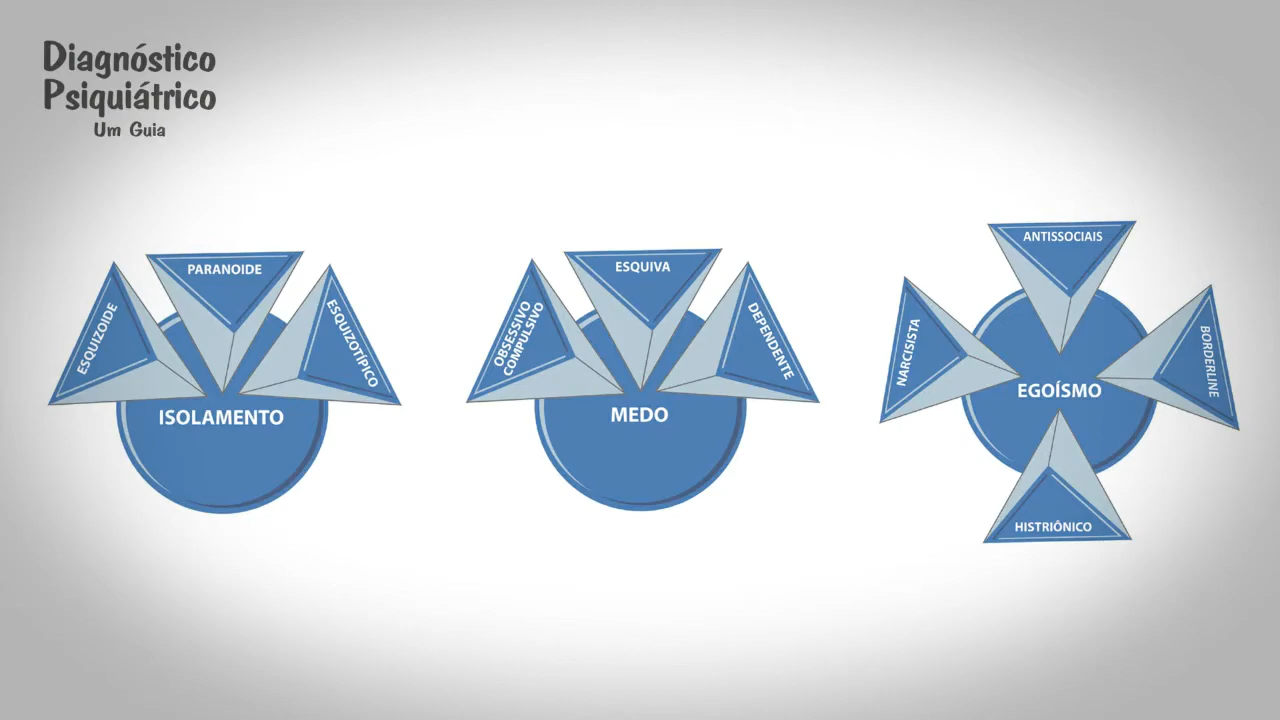 Diagnóstico
Psiquiátrico
Um Guia
ESQUIZOIDE
PARANOIDE
ESQUIZOTÍPICO
ISOLAMENTO
OBSESSIVO
COMPULSIVO
ESQUIVA
DEPENDENTE
MEDO
NARCISISTA
ANTISSOCIAIS
BORDERLINE
EGOÍSMO
HISTRIÔNICO